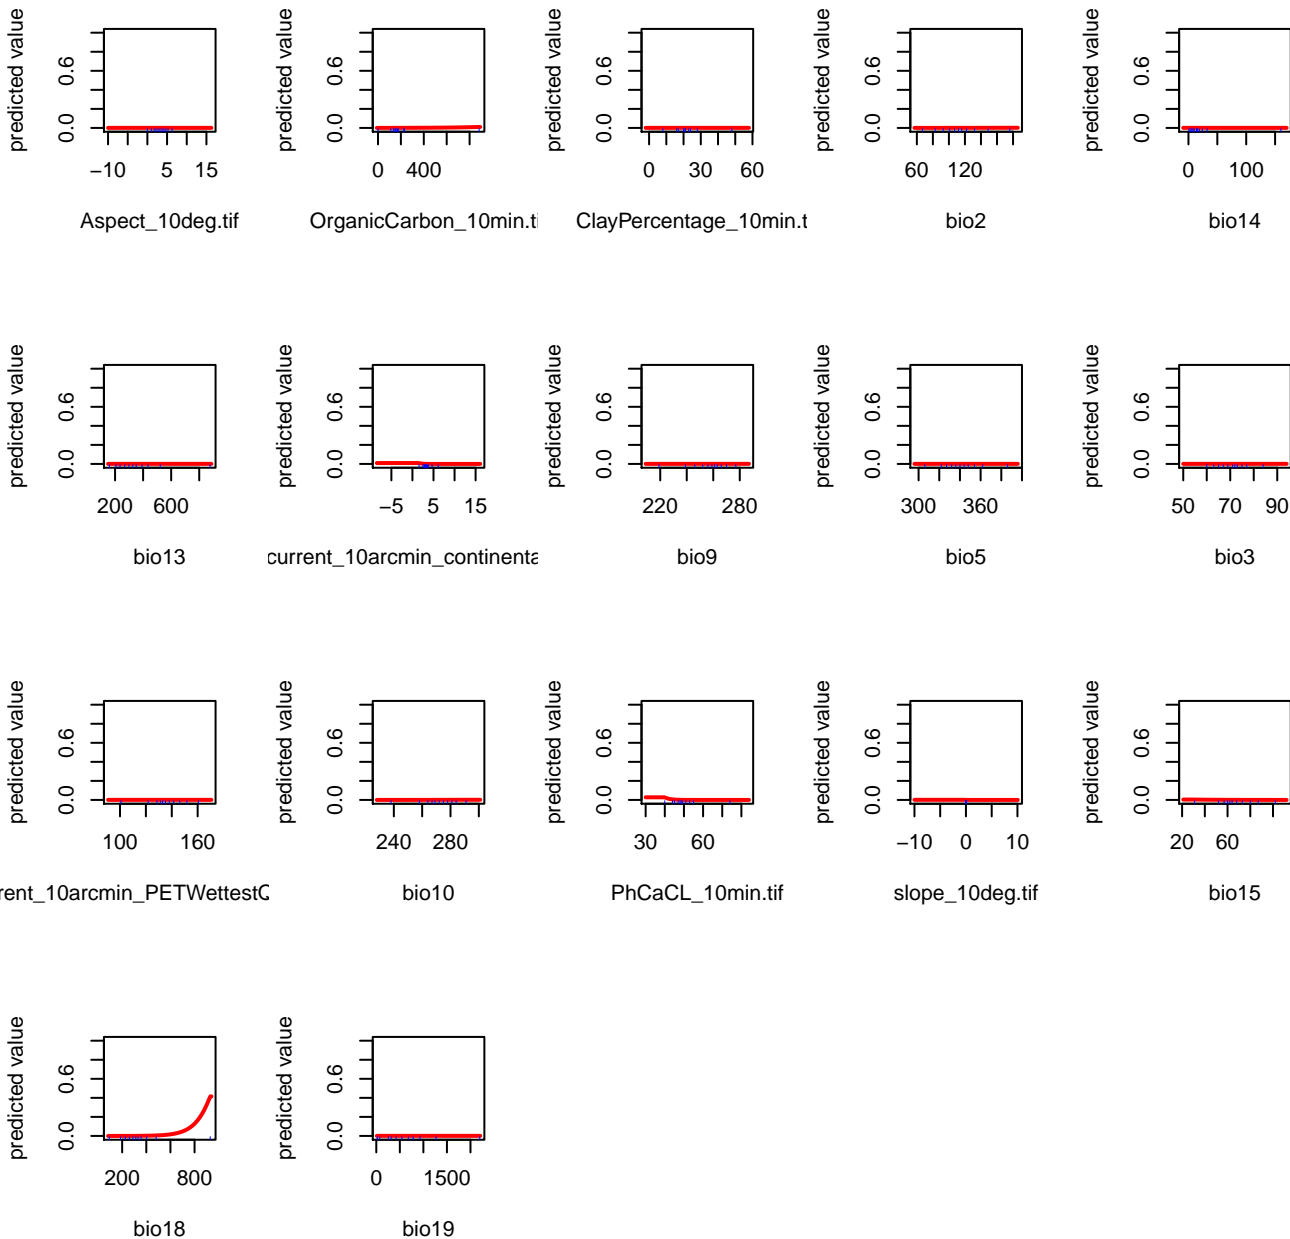 predicted value
0.6
0.0
−10 5 15
Aspect_10deg.tif
predicted value
0.6
0.0
0 400
OrganicCarbon_10min.ti
predicted value
0.6
0.0
0 30 60
ClayPercentage_10min.t
predicted value
0.6
0.0
60 120
bio2
predicted value
0.6
0.0
0 100
bio14
predicted value
0.6
0.0
200 600
bio13
predicted value
0.6
0.0
−5 5 15
current_10arcmin_continenta
predicted value
0.6
0.0
220 280
bio9
predicted value
0.6
0.0
300 360
bio5
predicted value
0.6
0.0
50 70 90
bio3
predicted value
0.6
0.0
100 160
rent_10arcmin_PETWettestQ
predicted value
0.6
0.0
240 280
bio10
predicted value
0.6
0.0
30 60
PhCaCL_10min.tif
predicted value
0.6
0.0
−10 0 10
slope_10deg.tif
predicted value
0.6
0.0
20 60
bio15
predicted value
0.6
0.0
200 800
bio18
predicted value
0.6
0.0
0 1500
bio19